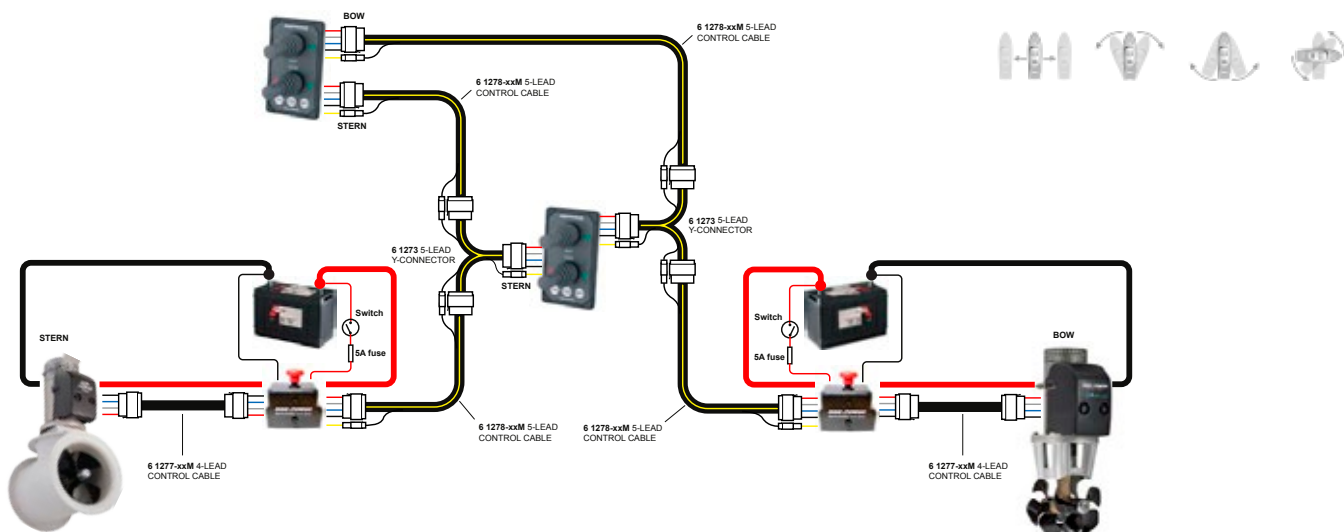 BOW
6 1278-xxM 5-LEAD
CONTROL CABLE
6 1278-xxM 5-LEAD
CONTROL CABLE
STERN
6 1273 5-LEAD
Y-CONNECTOR
6 1273 5-LEAD
Y-CONNECTOR
STERN
Switch
5A fuse
STERN
Switch
5A fuse
BOW
6 1278-xxM 5-LEAD
CONTROL CABLE
6 1278-xxM 5-LEAD
CONTROL CABLE
6 1277-xxM 4-LEAD
CONTROL CABLE
6 1277-xxM 4-LEAD
CONTROL CABLE